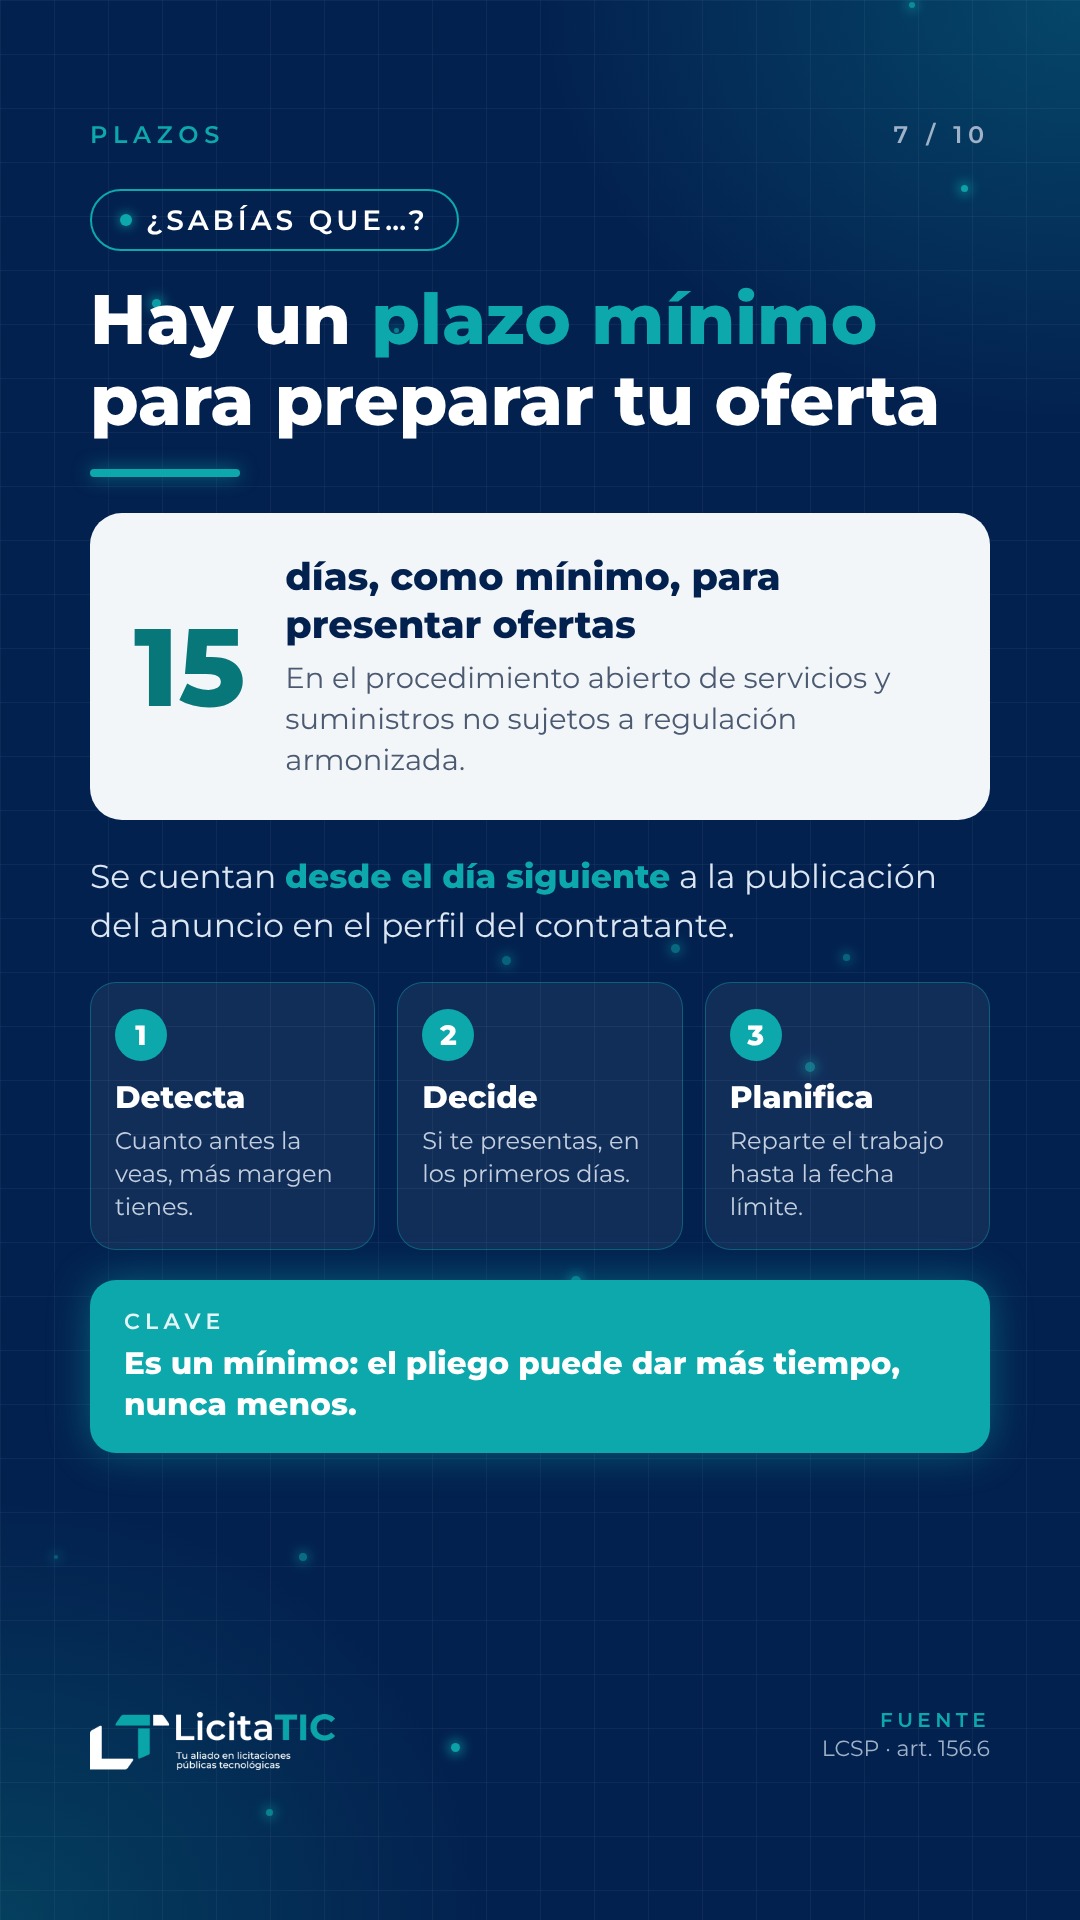 PLAZOS
7 / 10
¿SABÍAS QUE...?
Hay un plazo mínimo
para preparar tu oferta
15
días, como mínimo, para
presentar ofertas
En el procedimiento abierto de servicios y
suministros no sujetos a regulación
armonizada.
Se cuentan desde el día siguiente a la publicación
del anuncio en el perfil del contratante.
1
Detecta
Cuanto antes la
veas, más margen
tienes.
2
Decide
Si te presentas, en
los primeros días.
3
Planifica
Reparte el trabajo
hasta la fecha
límite.
CLAVE
Es un mínimo: el pliego puede dar más tiempo,
nunca menos.
LicitaTIC
Tu aliado en licitaciones
públicas tecnológicas
FUENTE
LCSP · art. 156.6